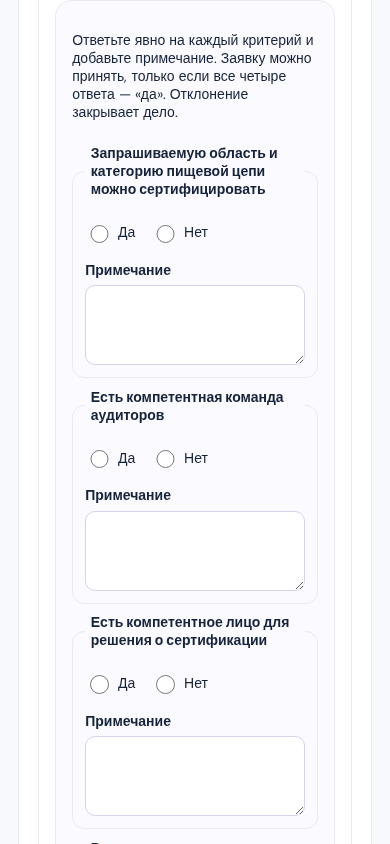 Ответьте явно на каждый критерий и
добавьте примечание. Заявку можно
принять, только если все четыре
ответа — «да». Отклонение
закрывает дело.
Запрашиваемую область и
категорию пищевой цепи
можно сертифицировать
Да Нет
Примечание
Есть компетентная команда
аудиторов
Да Нет
Примечание
Есть компетентное лицо для
решения о сертификации
Да Нет
Примечание